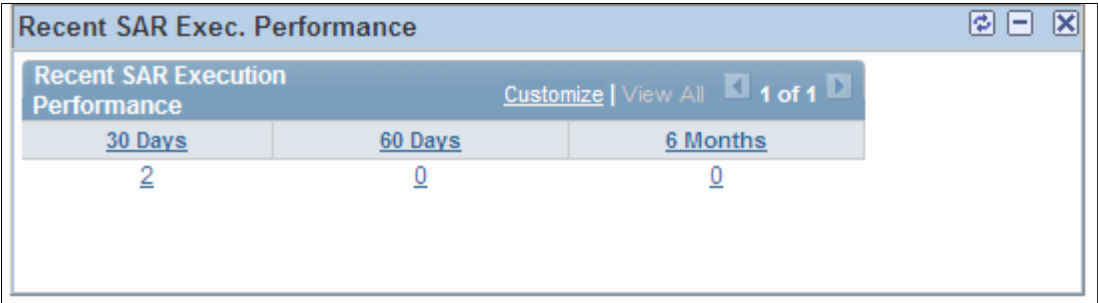 Recent SAR Exec. Performance
Recent SAR Execution
Performance
Customize | View All 1 of 1
30 Days 60 Days 6 Months
2 0 0